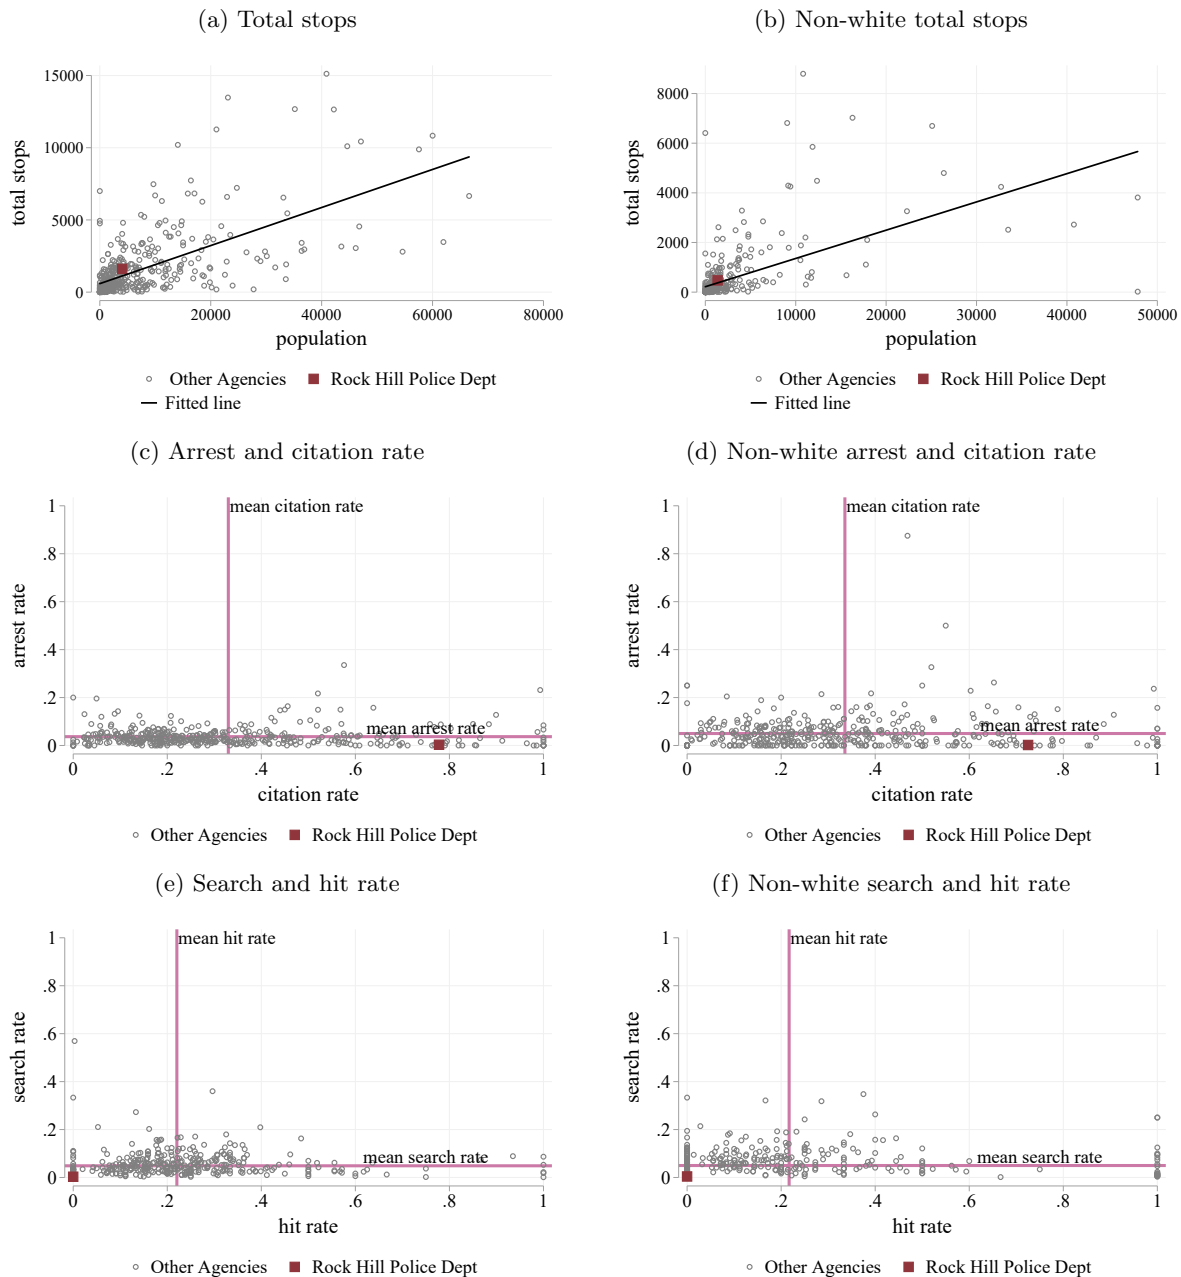 (a) Total stops
(b) Non-white total stops
total stops
15000
10000
5000
0
0 20000 40000 60000 80000
population
Other Agencies Rock Hill Police Dept
Fitted line
total stops
8000
6000
4000
2000
0
0 10000 20000 30000 40000 50000
population
Other Agencies Rock Hill Police Dept
Fitted line
(c) Arrest and citation rate
(d) Non-white arrest and citation rate
arrest rate
1
.8
.6
.4
.2
0
mean citation rate
mean arrest rate
0 .2 .4 .6 .8 1
citation rate
Other Agencies Rock Hill Police Dept
arrest rate
1
.8
.6
.4
.2
0
mean citation rate
mean arrest rate
0 .2 .4 .6 .8 1
citation rate
Other Agencies Rock Hill Police Dept
(e) Search and hit rate
(f) Non-white search and hit rate
search rate
1
.8
.6
.4
.2
0
mean hit rate
mean search rate
0 .2 .4 .6 .8 1
hit rate
Other Agencies Rock Hill Police Dept
search rate
1
.8
.6
.4
.2
0
mean hit rate
mean search rate
0 .2 .4 .6 .8 1
hit rate
Other Agencies Rock Hill Police Dept